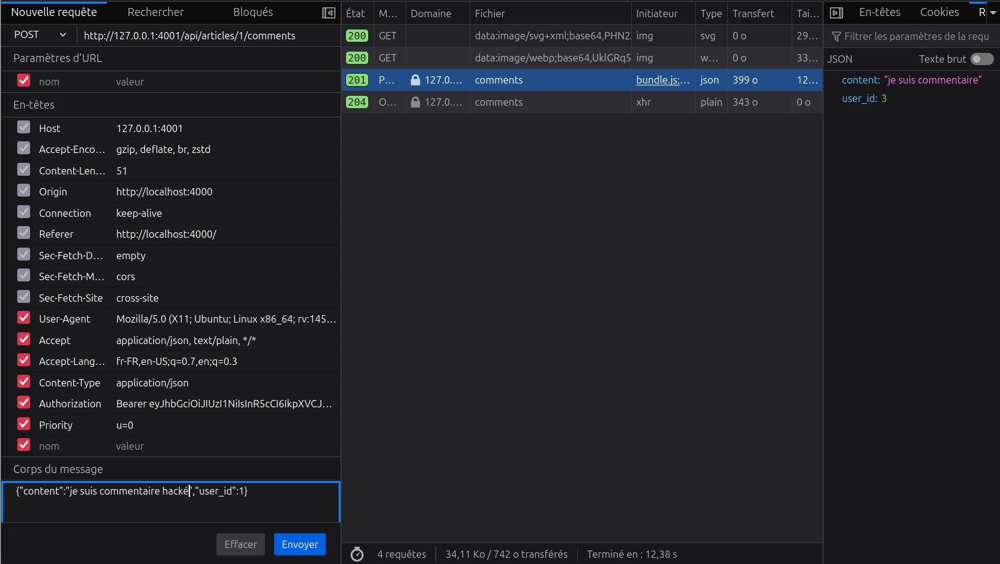 Nouvelle requête Rechercher Bloqués
POST http://127.0.0.1:4001/api/articles/1/comments
Paramètres d’URL
nom valeur
En-têtes
Host 127.0.0.1:4001
Accept-Enco… gzip, deflate, br, zstd
Content-Len… 51
Origin http://localhost:4000
Connection keep-alive
Referer http://localhost:4000/
Sec-Fetch-D… empty
Sec-Fetch-M… cors
Sec-Fetch-Site cross-site
User-Agent Mozilla/5.0 (X11; Ubuntu; Linux x86_64; rv:145…
Accept application/json, text/plain, */*
Accept-Lang… fr-FR,en-US;q=0.7,en;q=0.3
Content-Type application/json
Authorization Bearer eyJhbGciOiJIUzI1NiIsInR5cCI6IkpXVCJ…
Priority u=0
nom valeur
Corps du message
{"content":"je suis commentaire hacké","user_id":1}
Effacer Envoyer
État M… Domaine Fichier Initiateur Type Transfert Tai…
200 GET data:image/svg+xml;base64,PHN2Z img svg 0 o 29…
200 GET data:image/webp;base64,UklGRq5 img w… 0 o 33…
201 P… 127.0.… comments bundle.js:… json 399 o 12…
204 O… 127.0.… comments xhr plain 343 o 0 o
4 requêtes 34,11 Ko / 742 o transférés Terminé en : 12,38 s
En-têtes Cookies R
Filtrer les paramètres de la requ
JSON Texte brut
content: "je suis commentaire"
user_id: 3